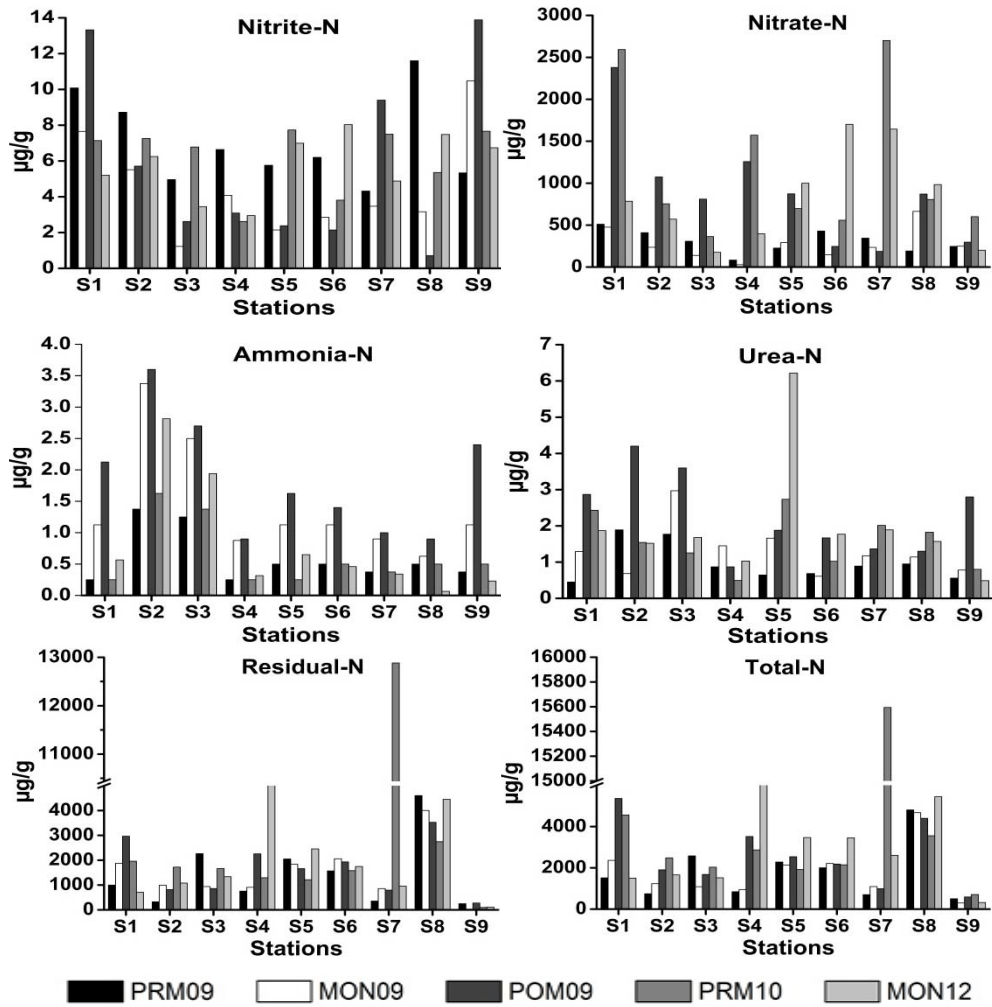 Nitrite-N
14
12
10
8
6
4
2
0
µg/g
S1 S2 S3 S4 S5 S6 S7 S8 S9
Stations
Nitrate-N
3000
2500
2000
1500
1000
500
0
µg/g
S1 S2 S3 S4 S5 S6 S7 S8 S9
Stations
Ammonia-N
4.0
3.5
3.0
2.5
2.0
1.5
1.0
0.5
0.0
µg/g
S1 S2 S3 S4 S5 S6 S7 S8 S9
Stations
Urea-N
7
6
5
4
3
2
1
0
µg/g
S1 S2 S3 S4 S5 S6 S7 S8 S9
Stations
Residual-N
13000
12000
11000
4000
3000
2000
1000
0
µg/g
S1 S2 S3 S4 S5 S6 S7 S8 S9
Stations
Total-N
16000
15800
15600
15400
15200
15000
4000
2000
0
µg/g
S1 S2 S3 S4 S5 S6 S7 S8 S9
Stations
PRM09 MON09 POM09 PRM10 MON12